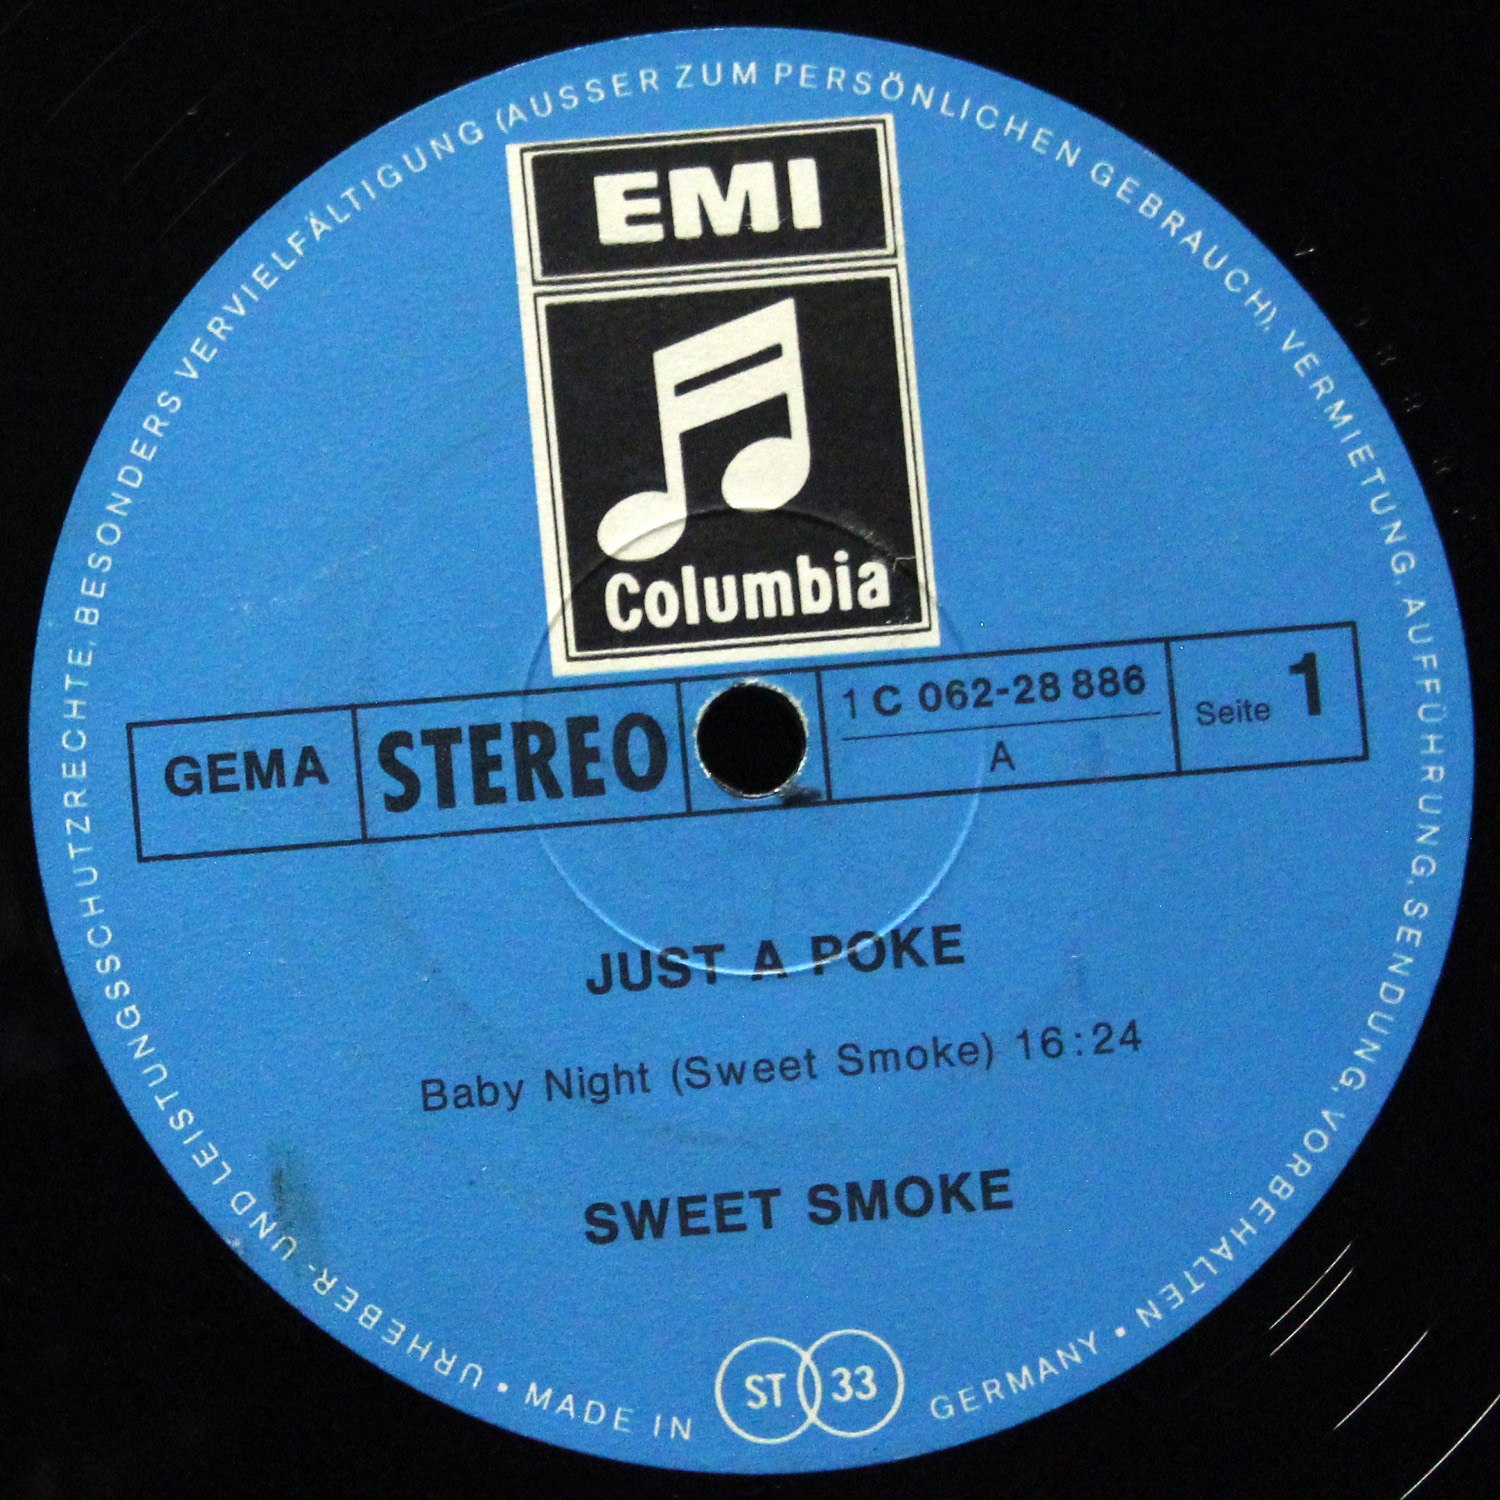 EMI
Columbia
GEMA
STEREO
1 C 062-28 886
A
Seite 1
JUST A POKE
Baby Night (Sweet Smoke) 16:24
SWEET SMOKE
URHEBER- UND LEISTUNGSSCHUTZRECHTE, BESONDERS VERVIELFÄLTIGUNG (AUSSER ZUM PERSÖNLICHEN GEBRAUCH), VERMIETUNG, AUFFÜHRUNG, SENDUNG, VORBEHALTEN •
MADE IN
ST 33
GERMANY •